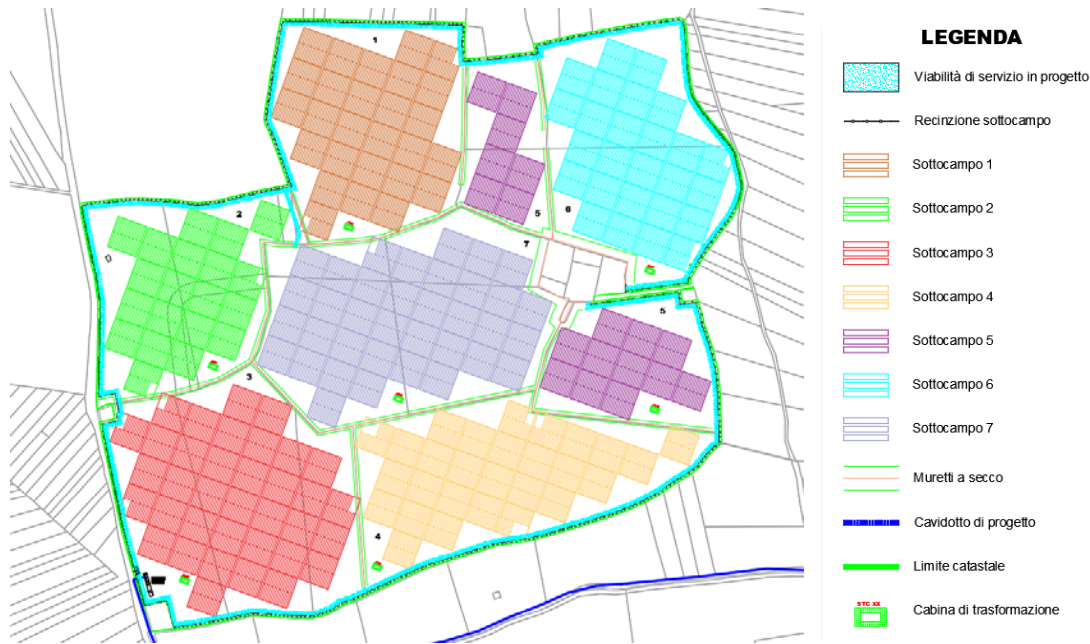 1
2
5
6
7
5
3
4
LEGENDA
Viabilità di servizio in progetto
Recinzione sottocampo
Sottocampo 1
Sottocampo 2
Sottocampo 3
Sottocampo 4
Sottocampo 5
Sottocampo 6
Sottocampo 7
Muretti a secco
Cavidotto di progetto
Limite catastale
STC XX
Cabina di trasformazione